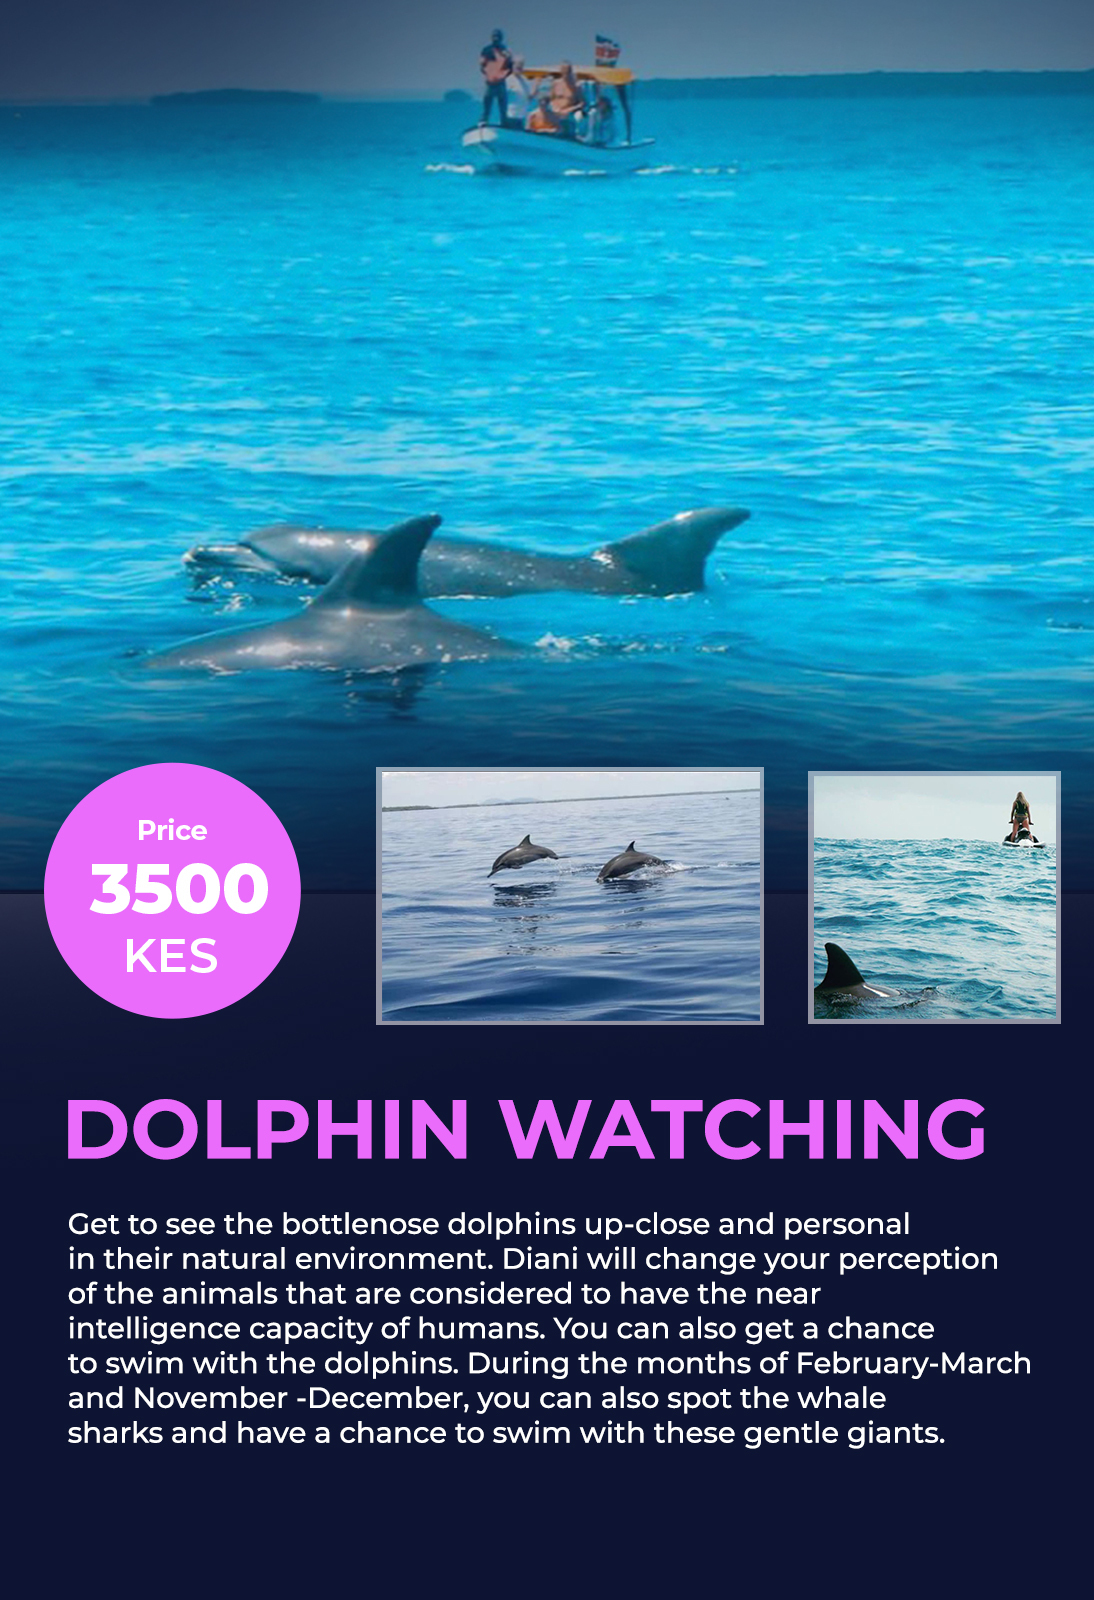 Price
3500
KES
DOLPHIN WATCHING
Get to see the bottlenose dolphins up-close and personal
in their natural environment. Diani will change your perception
of the animals that are considered to have the near
intelligence capacity of humans. You can also get a chance
to swim with the dolphins. During the months of February-March
and November -December, you can also spot the whale
sharks and have a chance to swim with these gentle giants.